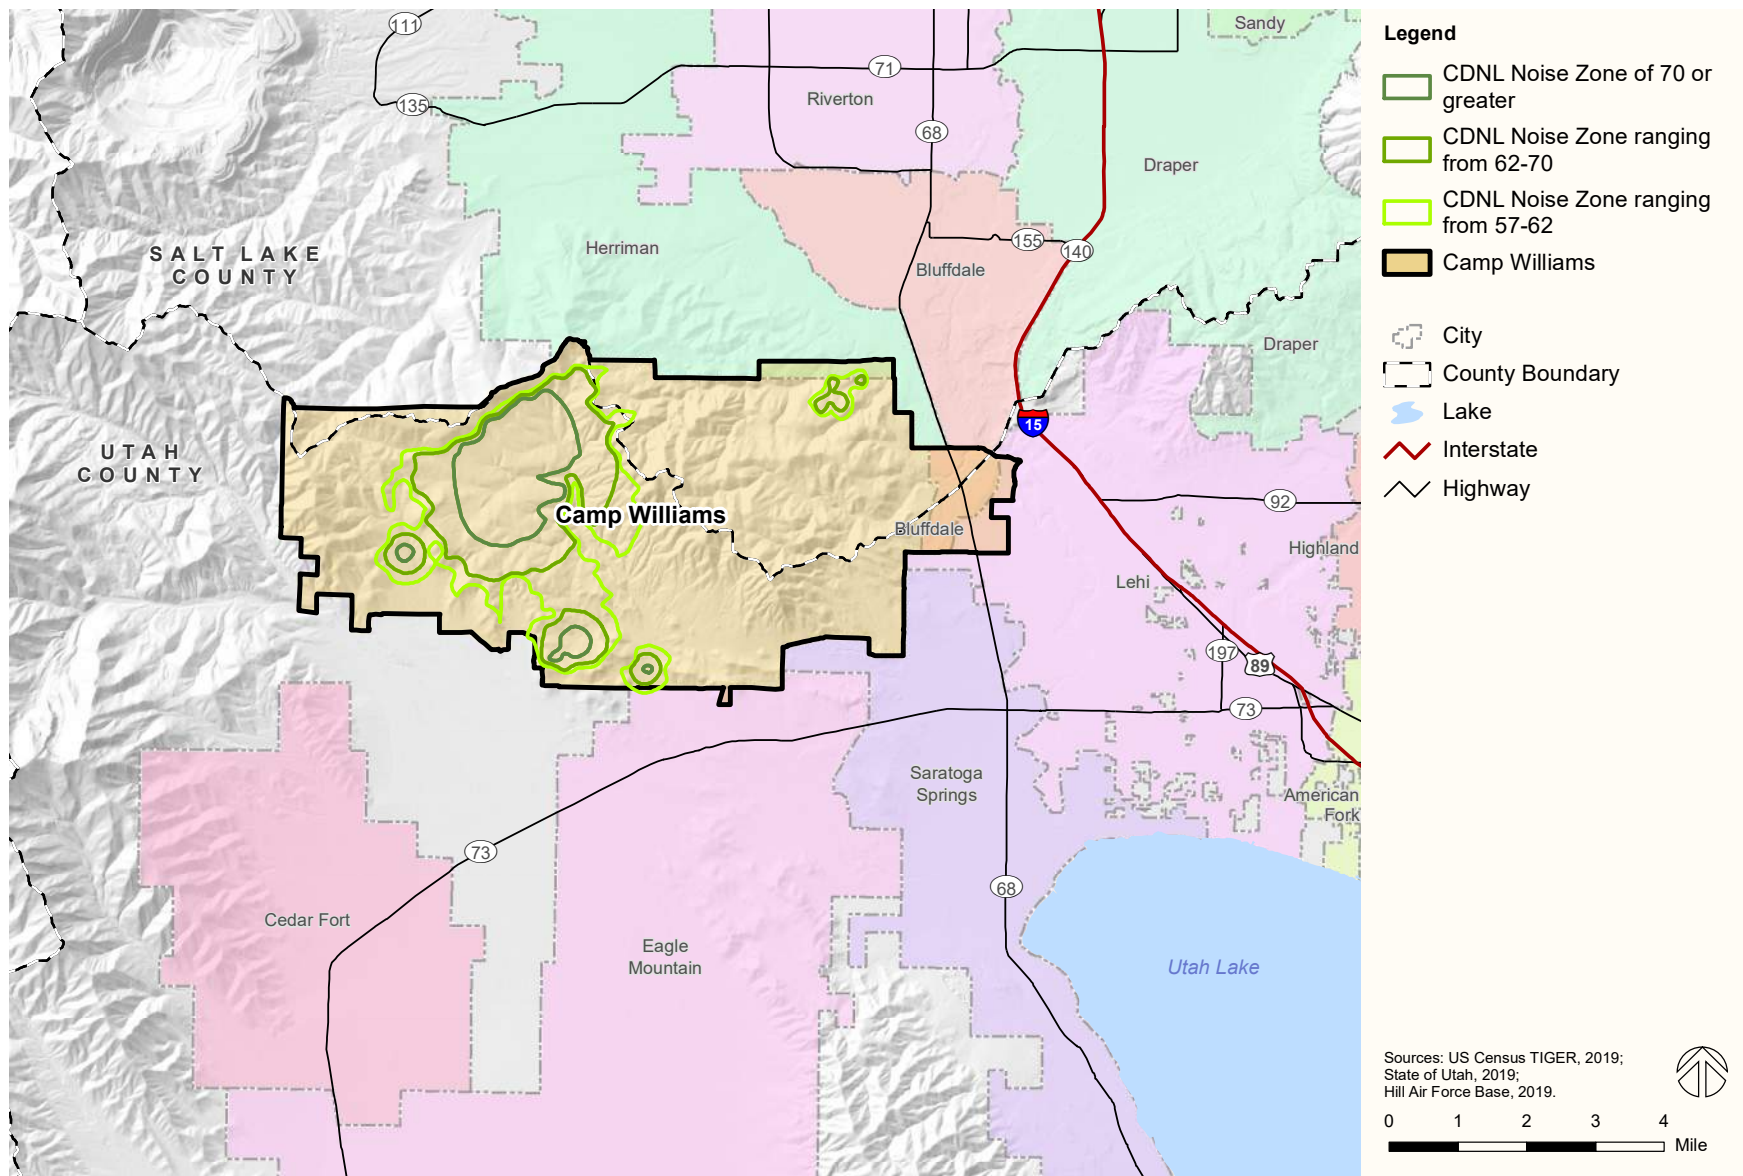 111
Sandy
71
135
Riverton
68
Draper
SALT LAKE
COUNTY
Herriman
155
140
Bluffdale
Draper
15
UTAH
COUNTY
92
Camp Williams
Bluffdale
Highland
Lehi
197
89
73
Saratoga
Springs
American
Fork
73
68
Cedar Fort
Eagle
Mountain
Utah Lake
Legend
CDNL Noise Zone of 70 or
greater
CDNL Noise Zone ranging
from 62-70
CDNL Noise Zone ranging
from 57-62
Camp Williams
City
County Boundary
Lake
Interstate
Highway
Sources: US Census TIGER, 2019;
State of Utah, 2019;
Hill Air Force Base, 2019.
0 1 2 3 4
Mile